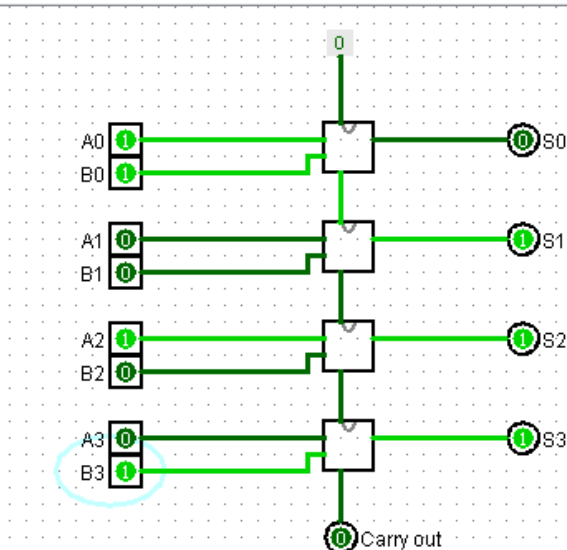 0
A0 1 0 S0
B0 1
A1 0 1 S1
B1 0
A2 1 1 S2
B2 0
A3 0 1 S3
B3 1
0 Carry out